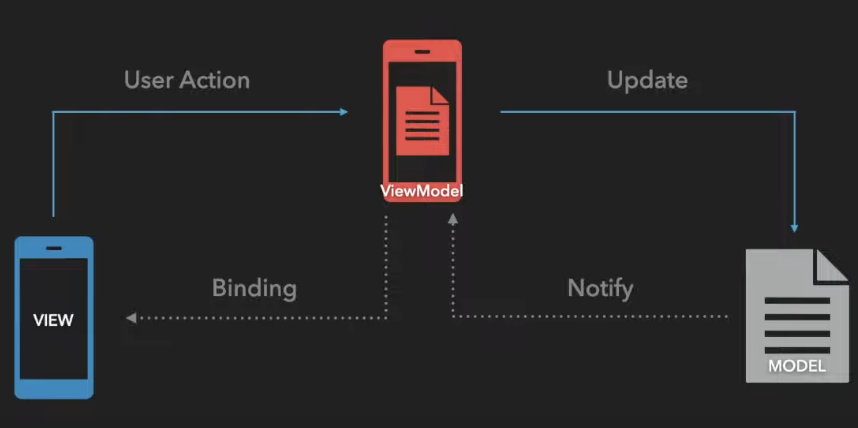 User Action
Update
ViewModel
Binding
Notify
VIEW
MODEL